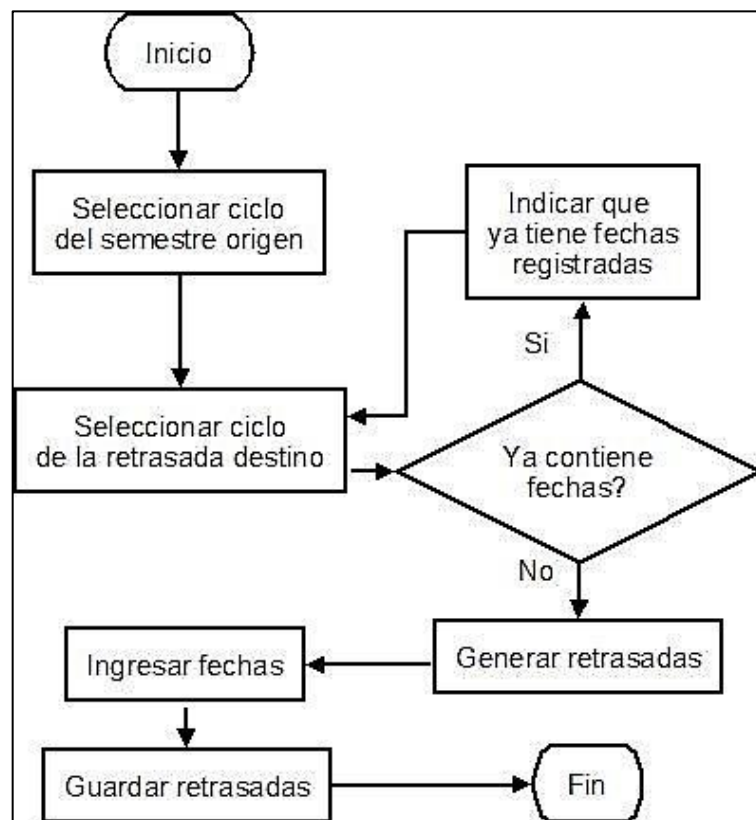 Inicio
Seleccionar ciclo
del semestre origen
Indicar que
ya tiene fechas
registradas
Si
Seleccionar ciclo
de la retrasada destino
Ya contiene
fechas?
No
Generar retrasadas
Ingresar fechas
Guardar retrasadas
Fin